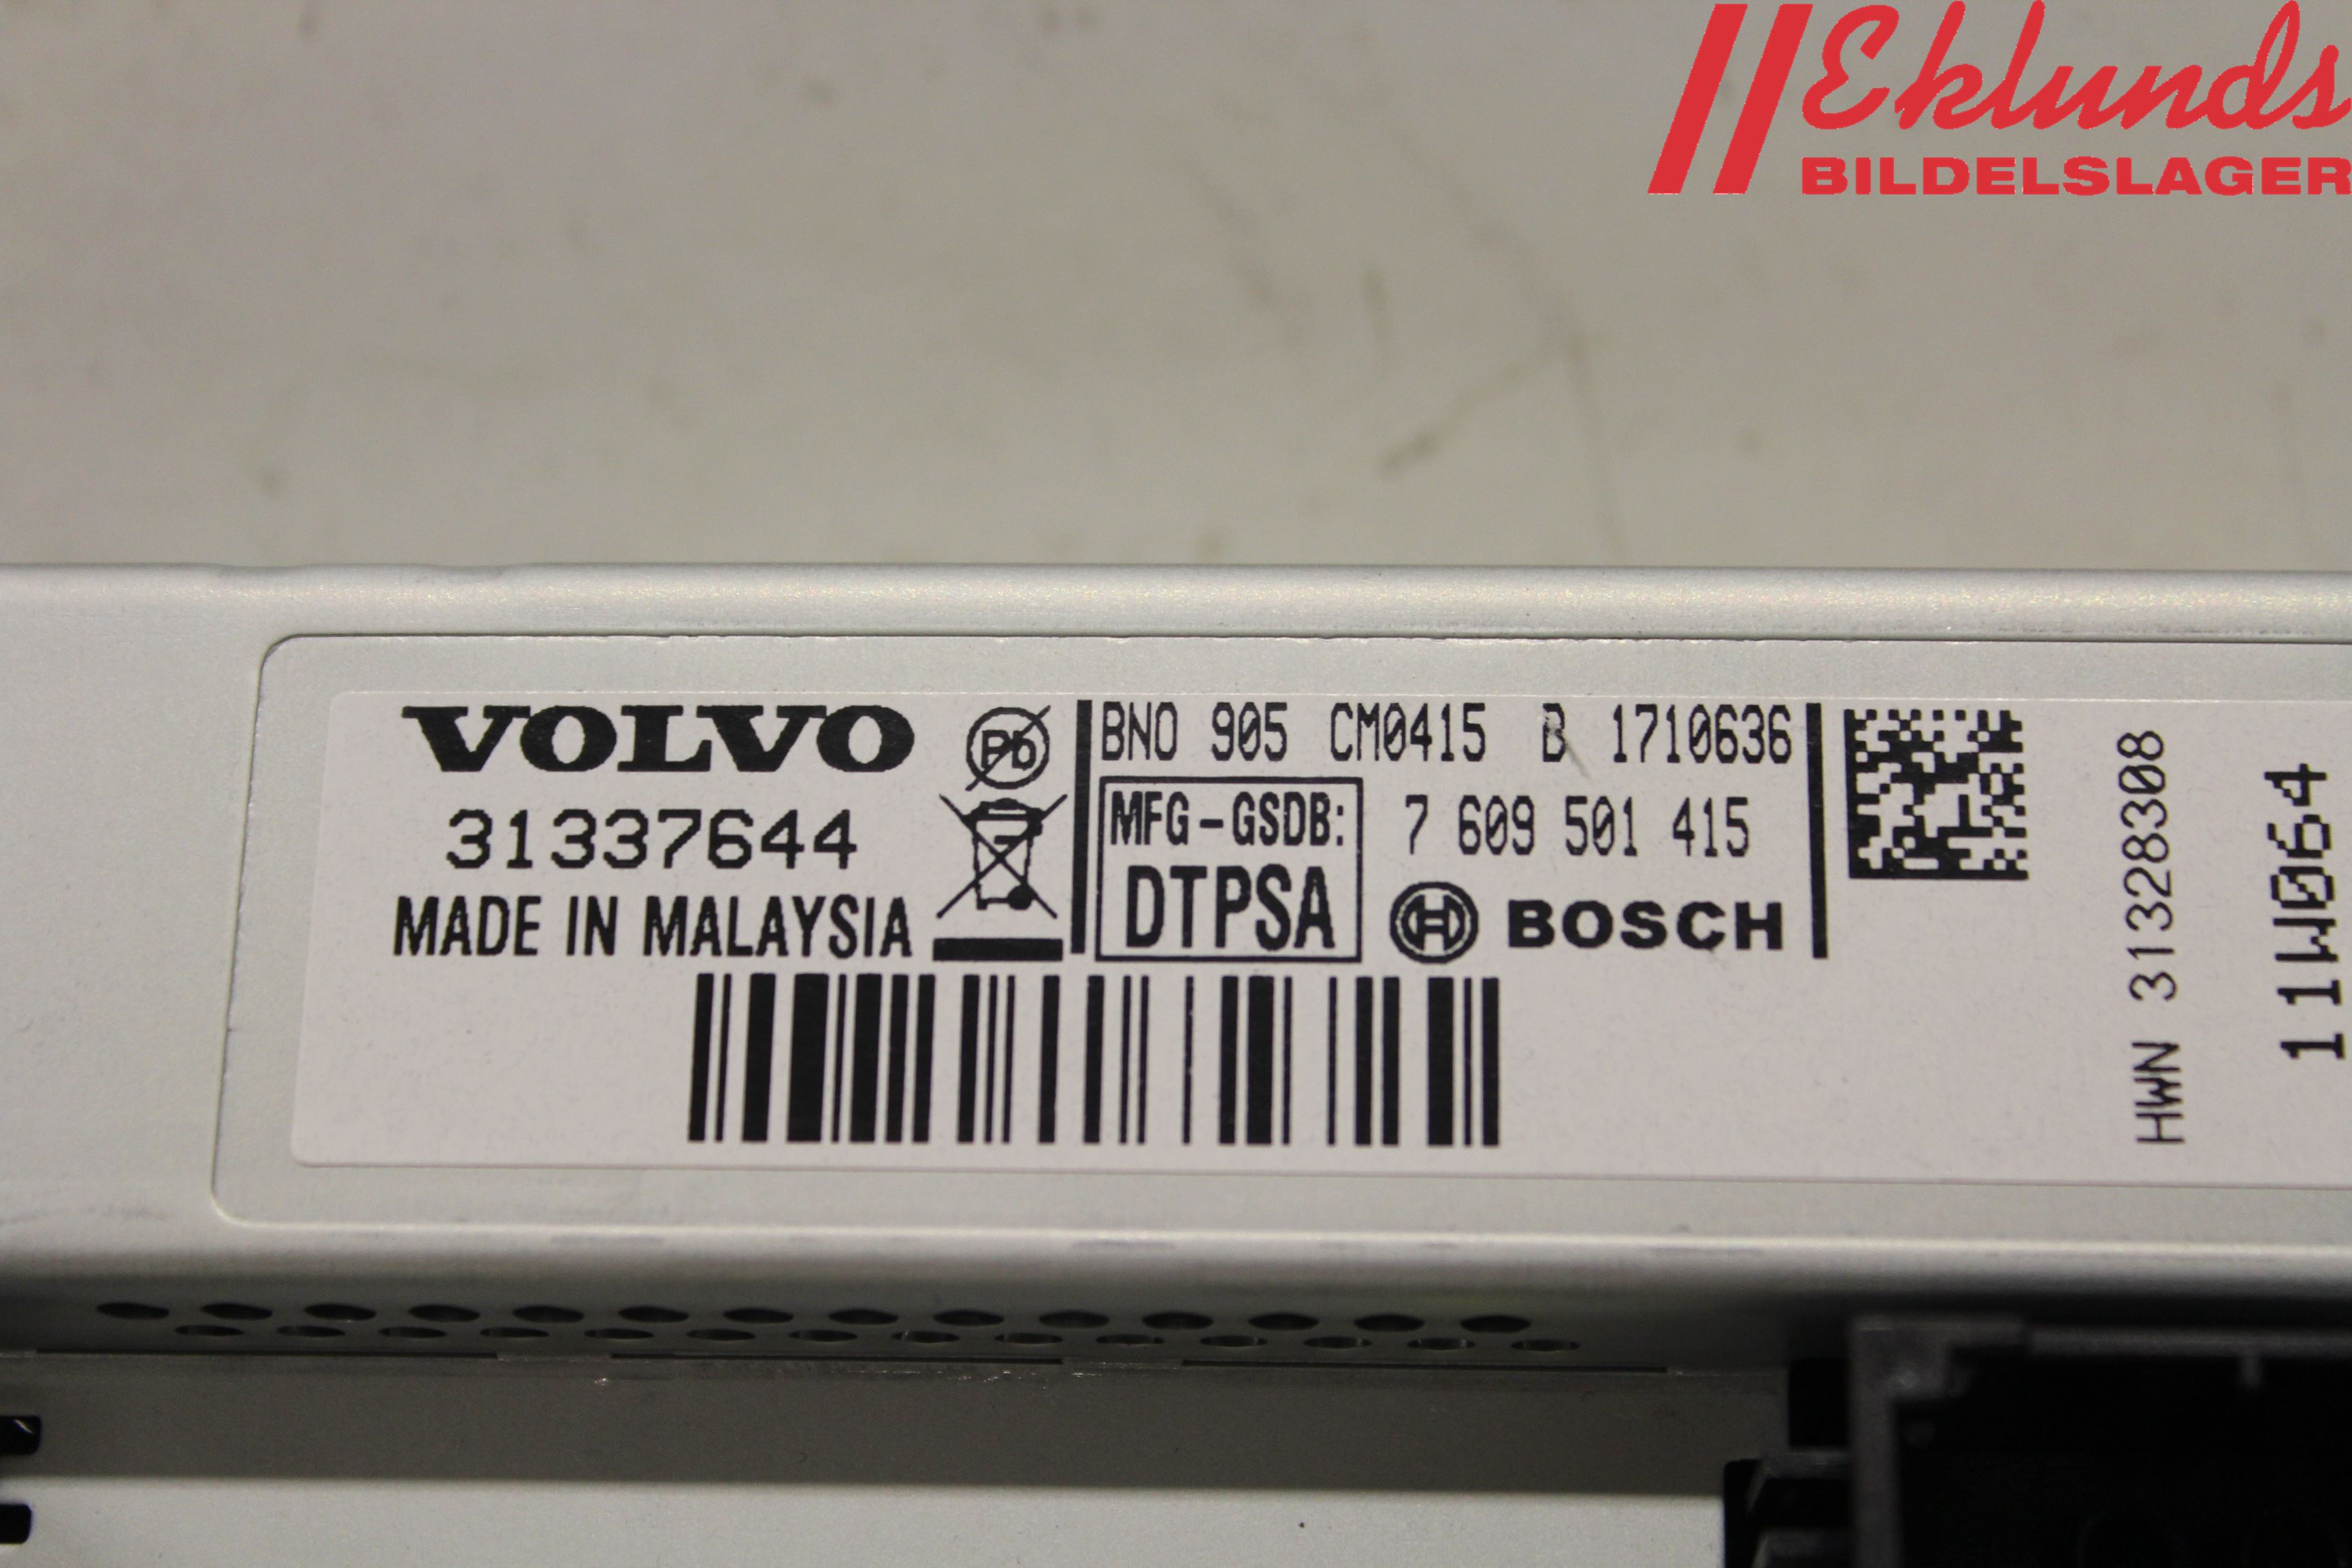 Eklunds
BILDELSLAGER
VOLVO
31337644
MADE IN MALAYSIA
Pb
BNO 905 CM0415 B 1710636
MFG-GSDB:
DTPSA
7 609 501 415
BOSCH
HWN 31328308
11W064